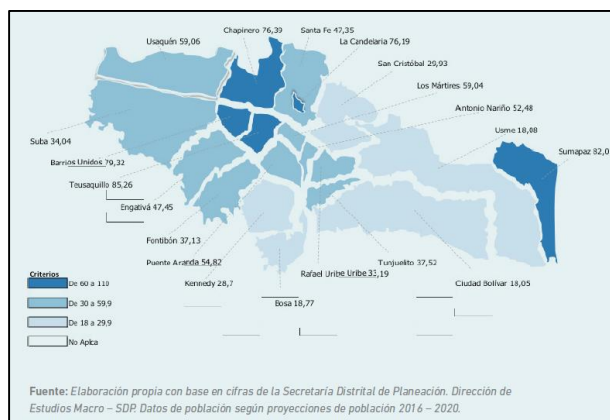 Chapinero 76,39
Santa Fe 47,35
Usaquén 59,06
La Candelaria 76,19
San Cristóbal 29,93
Los Mártires 59,04
Antonio Nariño 52,48
Usme 18,08
Suba 34,04
Sumapaz 82,0
Barrios Unidos 79,32
Teusaquillo 85,26
Engativá 47,45
Fontibón 37,13
Puente Aranda 54,82
Rafael Uribe Uribe 33,19
Tunjuelito 37,52
Ciudad Bolívar 18,05
Kennedy 28,7
Bosa 18,77
Criterios
De 60 a 110
De 30 a 59,9
De 18 a 29,9
No Aplica
Fuente: Elaboración propia con base en cifras de la Secretaría Distrital de Planeación. Dirección de
Estudios Macro – SDP. Datos de población según proyecciones de población 2016 – 2020.